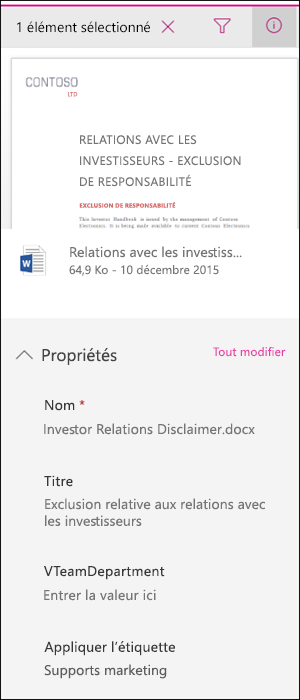 1 élément sélectionné
CONTOSO
LTD
RELATIONS AVEC LES
INVESTISSEURS - EXCLUSION
DE RESPONSABILITÉ
EXCLUSION DE RESPONSABILITÉ
This Investor Handbook is issued by the management of Contoso
Electronics. It is being made available to current Contoso Electronics
Relations avec les investiss...
64,9 Ko - 10 décembre 2015
Propriétés
Tout modifier
Nom *
Investor Relations Disclaimer.docx
Titre
Exclusion relative aux relations avec
les investisseurs
VTeamDepartment
Entrer la valeur ici
Appliquer l’étiquette
Supports marketing